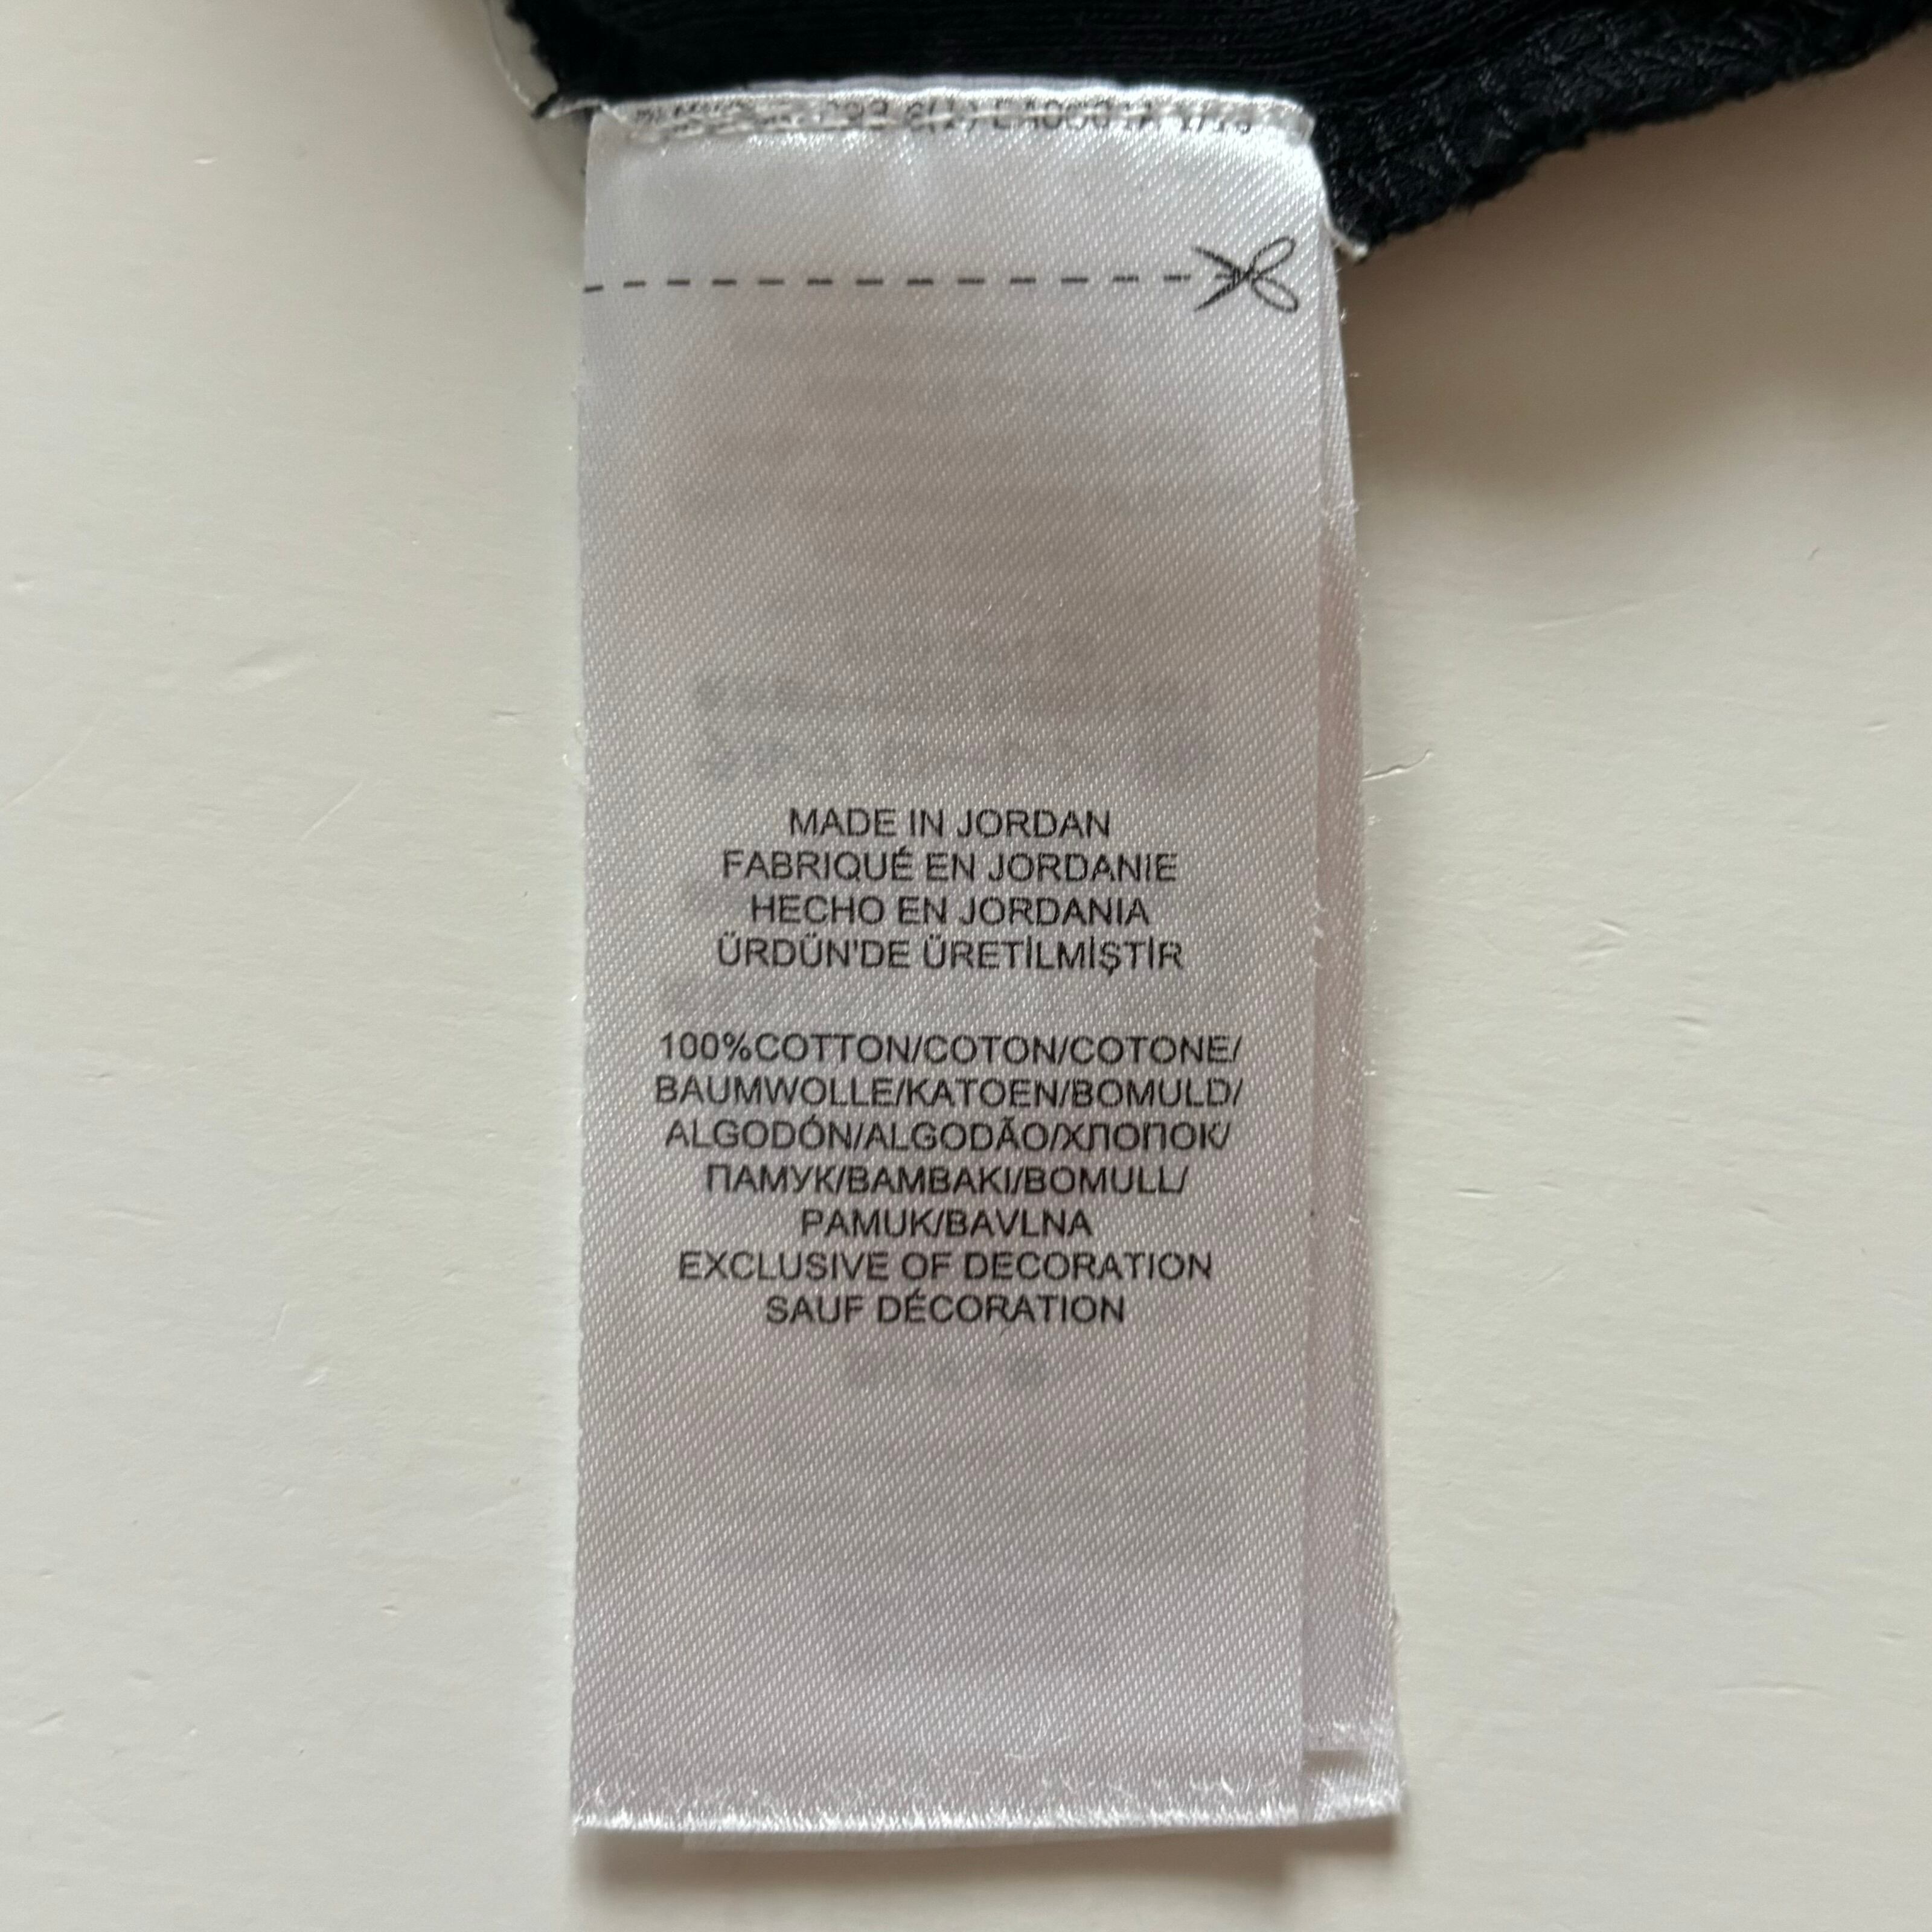 MADE IN JORDAN
FABRIQUÉ EN JORDANIE
HECHO EN JORDANIA
ÜRDÜN'DE ÜRETİLMİŞTİR
100%COTTON/COTON/COTONE/
BAUMWOLLE/KATOEN/BOMULD/
ALGODÓN/ALGODÃO/ХЛОПОК/
ПАМУК/BAMBAKI/BOMULL/
PAMUK/BAVLNA
EXCLUSIVE OF DECORATION
SAUF DÉCORATION